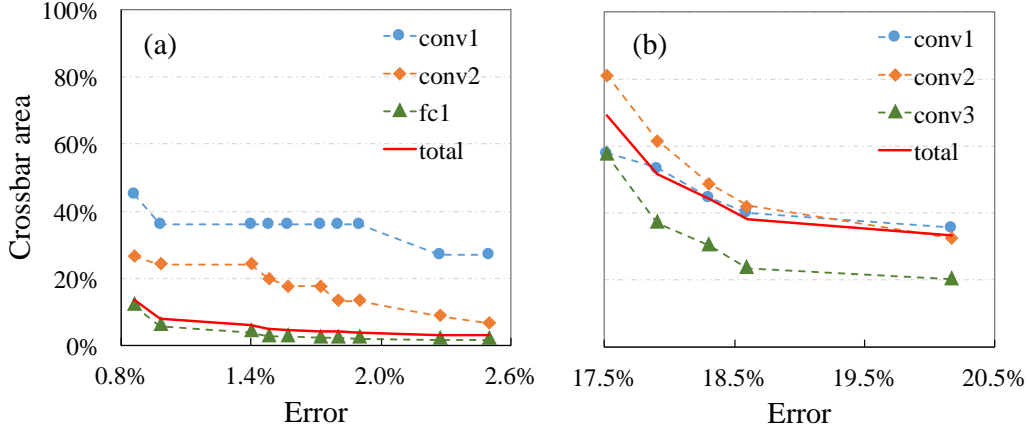 100%
80%
60%
40%
20%
0%
Crossbar area
(a)
conv1
conv2
fc1
total
0.8%
1.4%
2.0%
2.6%
Error
(b)
conv1
conv2
conv3
total
17.5%
18.5%
19.5%
20.5%
Error